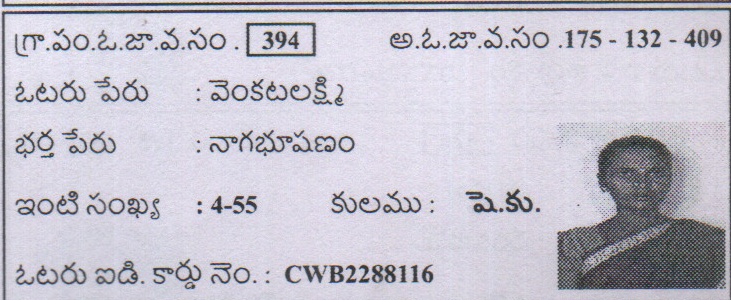 గ్రా.పం.ఓ.జా.వ.సం . 394 అ.ఓ.జా.వ.సం .175 - 132 - 409
ఓటరు పేరు : వెంకటలక్ష్మి
భర్త పేరు : నాగభూషణం
ఇంటి సంఖ్య : 4-55 కులము : షె.కు.
ఓటరు ఐడి. కార్డు నెం. : CWB2288116